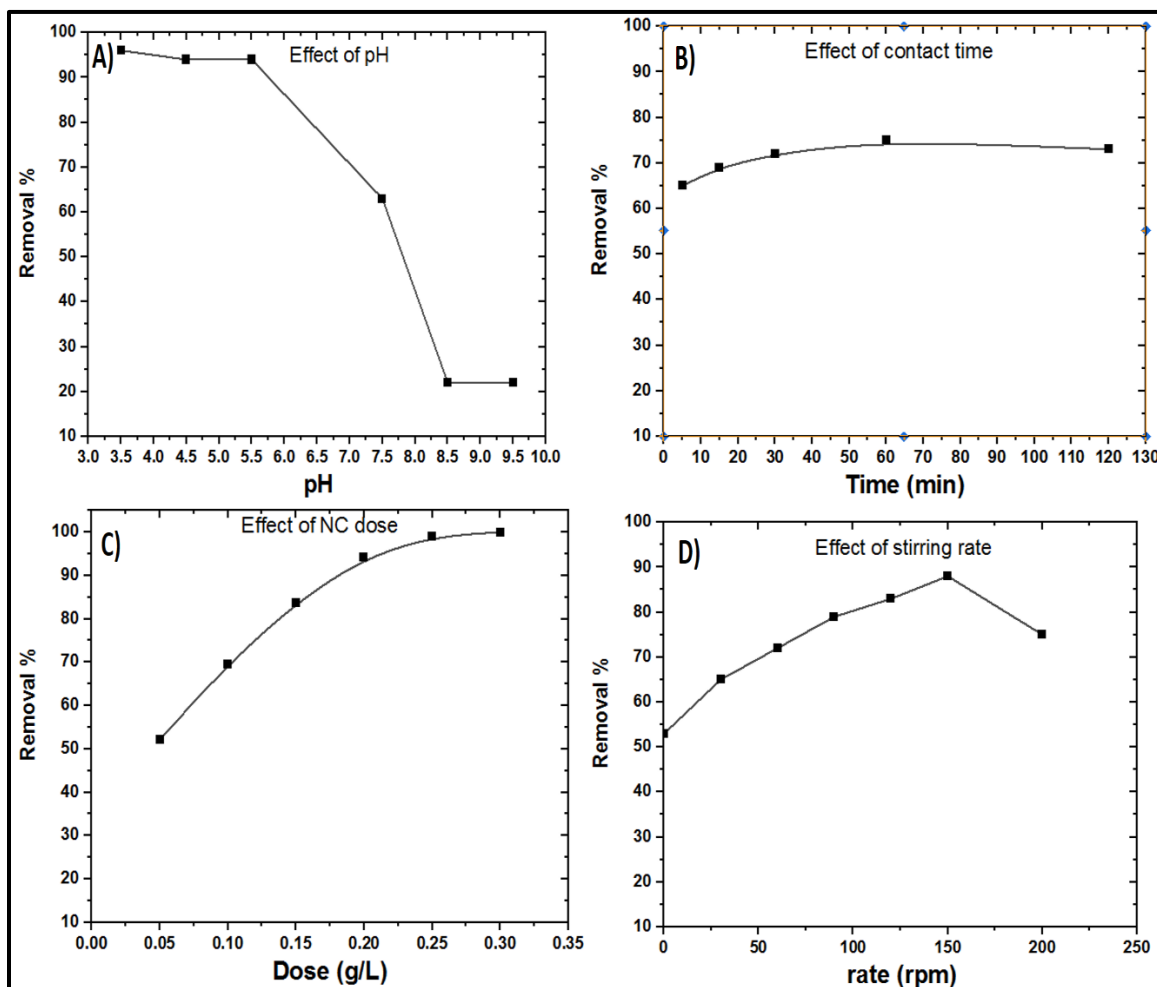 A)
Effect of pH
Removal %
100
90
80
70
60
50
40
30
20
10
3.0 3.5 4.0 4.5 5.0 5.5 6.0 6.5 7.0 7.5 8.0 8.5 9.0 9.5 10.0
pH
B)
Effect of contact time
Removal %
100
90
80
70
60
50
40
30
20
10
0 10 20 30 40 50 60 70 80 90 100 110 120 130
Time (min)
C)
Effect of NC dose
Removal %
100
90
80
70
60
50
40
30
20
10
0.00 0.05 0.10 0.15 0.20 0.25 0.30 0.35
Dose (g/L)
D)
Effect of stirring rate
Removal %
100
90
80
70
60
50
40
30
20
10
0 50 100 150 200 250
rate (rpm)